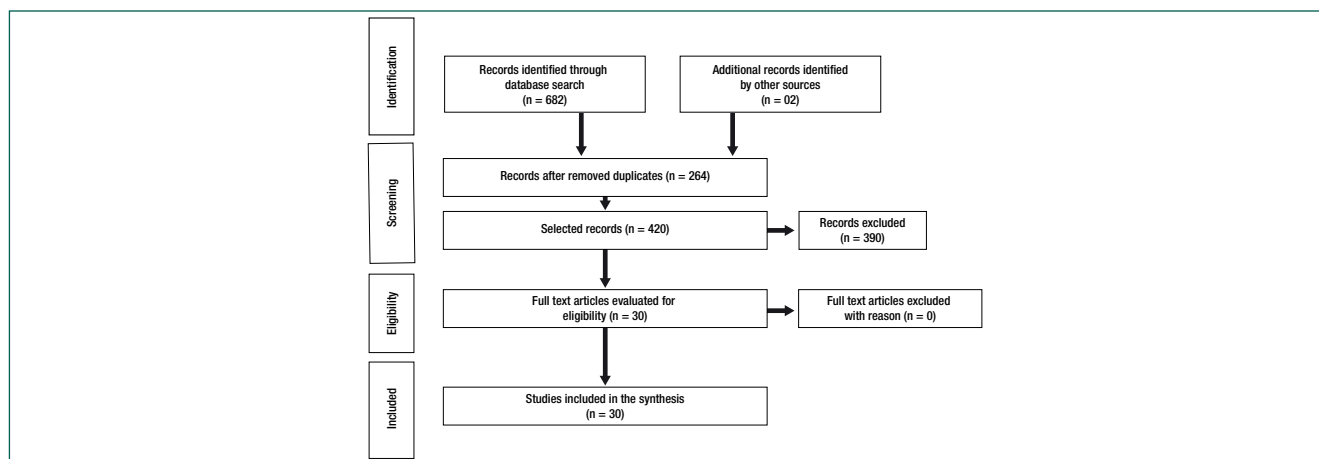 Identification
Records identified through
database search
(n = 682)
Additional records identified
by other sources
(n = 02)
Screening
Records after removed duplicates (n = 264)
Selected records (n = 420)
Records excluded
(n = 390)
Eligibility
Full text articles evaluated for
eligibility (n = 30)
Full text articles excluded
with reason (n = 0)
Included
Studies included in the synthesis
(n = 30)